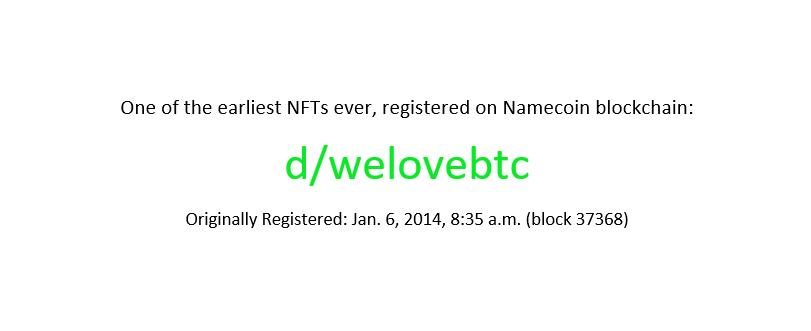 One of the earliest NFTs ever, registered on Namecoin blockchain:
d/welovebtc
Originally Registered: Jan. 6, 2014, 8:35 a.m. (block 37368)